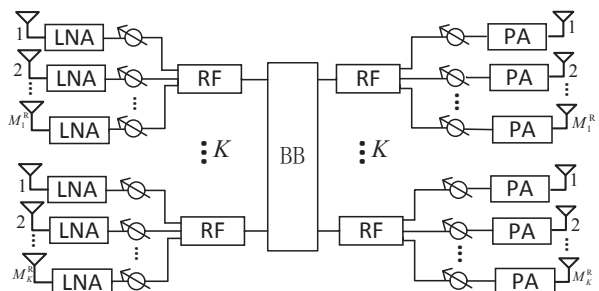 1 LNA PA 1
2 LNA RF RF PA 2
M_1^R LNA PA M_1^R
K BB K
1 LNA PA 1
2 LNA RF RF PA 2
M_K^R LNA PA M_K^R